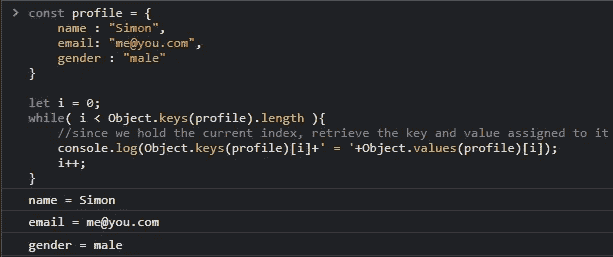 > const profile = {
name : "Simon",
email: "me@you.com",
gender : "male"
}
let i = 0;
while( i < Object.keys(profile).length ){
//since we hold the current index, retrieve the key and value assigned to it
console.log(Object.keys(profile)[i]+' = '+Object.values(profile)[i]);
i++;
}
name = Simon
email = me@you.com
gender = male